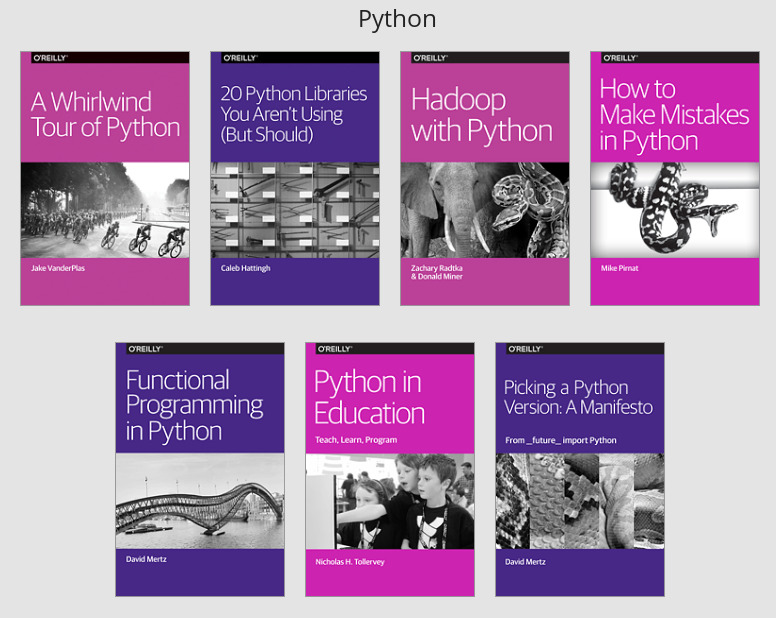 Python
O'REILLY®
A Whirlwind
Tour of Python
Jake VanderPlas
O'REILLY®
20 Python Libraries
You Aren't Using
(But Should)
Caleb Hattingh
O'REILLY®
Hadoop
with Python
Zachary Radtka
& Donald Miner
O'REILLY®
How to
Make Mistakes
in Python
Mike Pirnat
O'REILLY®
Functional
Programming
in Python
David Mertz
O'REILLY®
Python in
Education
Teach, Learn, Program
Nicholas H. Tollervey
O'REILLY®
Picking a Python
Version: A Manifesto
From _future_ import Python
David Mertz